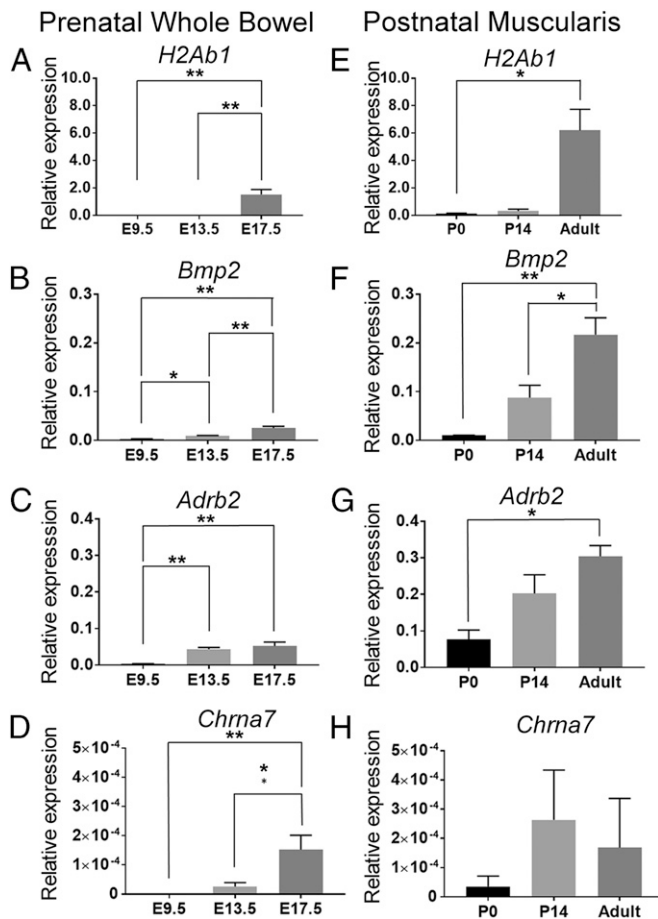 Prenatal Whole Bowel
Postnatal Muscularis
A
H2Ab1
Relative expression
10.0
8.0
6.0
4.0
2.0
0.0
**
**
E9.5 E13.5 E17.5
E
H2Ab1
Relative expression
10.0
8.0
6.0
4.0
2.0
0.0
*
P0 P14 Adult
B
Bmp2
Relative expression
0.3
0.2
0.1
0.0
**
**
*
E9.5 E13.5 E17.5
F
Bmp2
Relative expression
0.3
0.2
0.1
0.0
**
*
P0 P14 Adult
C
Adrb2
Relative expresssion
0.4
0.3
0.2
0.1
0.0
**
**
E9.5 E13.5 E17.5
G
Adrb2
Relative expresssion
0.4
0.3
0.2
0.1
0.0
*
P0 P14 Adult
D
Chrna7
Relative expression
5×10⁻⁴
4×10⁻⁴
3×10⁻⁴
2×10⁻⁴
1×10⁻⁴
0
**
*
*
E9.5 E13.5 E17.5
H
Chrna7
Relative expression
5×10⁻⁴
4×10⁻⁴
3×10⁻⁴
2×10⁻⁴
1×10⁻⁴
0
P0 P14 Adult